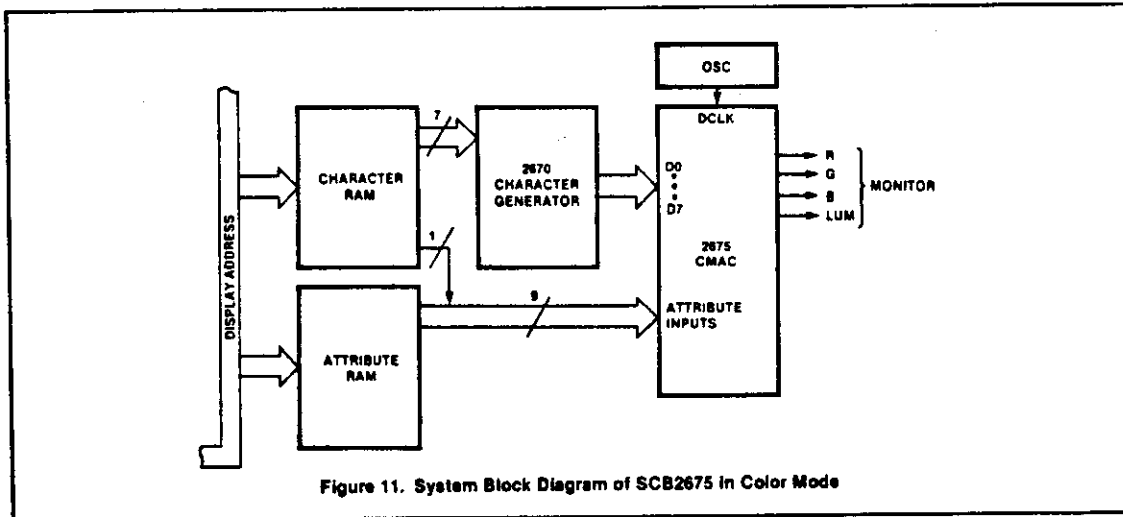 OSC
DCLK
7
CHARACTER
RAM
2670
CHARACTER
GENERATOR
D0
D7
R
G
B
LUM
MONITOR
1
2675
CMAC
DISPLAY ADDRESS
9
ATTRIBUTE
INPUTS
ATTRIBUTE
RAM
Figure 11. System Block Diagram of SCB2675 in Color Mode